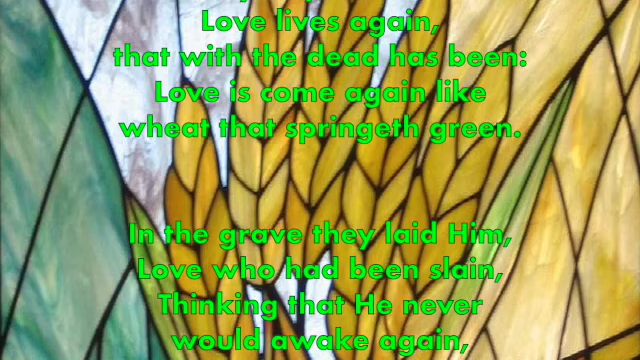 Love lives again,
that with the dead has been:
Love is come again like
wheat that springeth green.
In the grave they laid Him,
Love who had been slain,
Thinking that He never
would awake again,